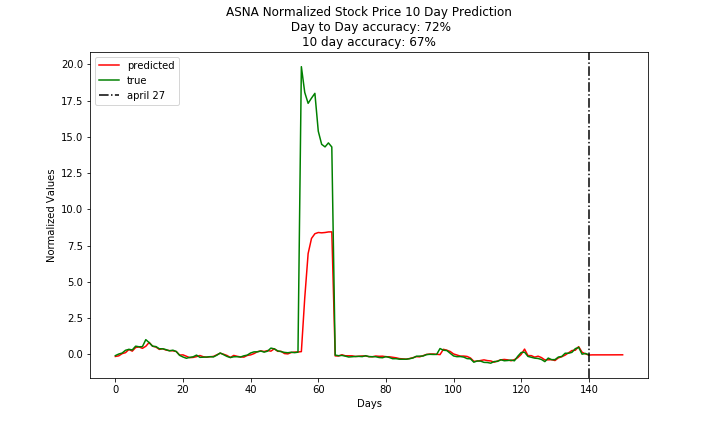 ASNA Normalized Stock Price 10 Day Prediction
Day to Day accuracy: 72%
10 day accuracy: 67%
predicted
true
april 27
Normalized Values
20.0
17.5
15.0
12.5
10.0
7.5
5.0
2.5
0.0
0 20 40 60 80 100 120 140
Days